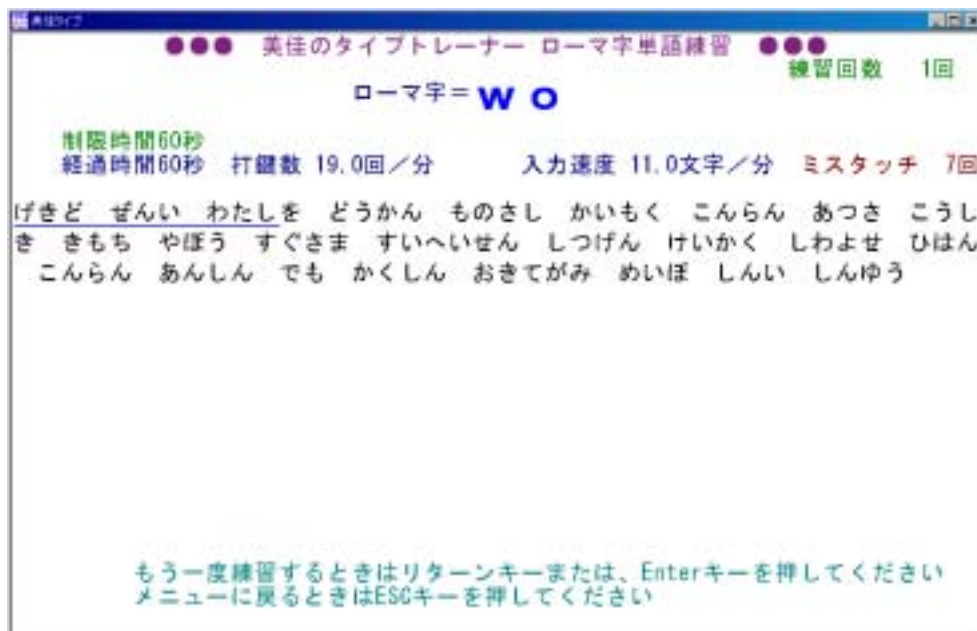 美佳タイプ
●●● 美佳のタイプトレーナー ローマ字単語練習 ●●●
練習回数 1回
ローマ字=WO
制限時間60秒
経過時間60秒 打鍵数 19.0回/分 入力速度 11.0文字/分 ミスタッチ 7回
げきど ぜんい わたしを どうかん ものさし かいもく こんらん あつさ こうし
き きもち やぼう すぐさま すいへいせん しつげん けいかく しわよせ ひはん
こんらん あんしん でも かくしん おきてがみ めいぼ しんい しんゆう
もう一度練習するときはリターンキーまたは、Enterキーを押してください
メニューに戻るときはESCキーを押してください